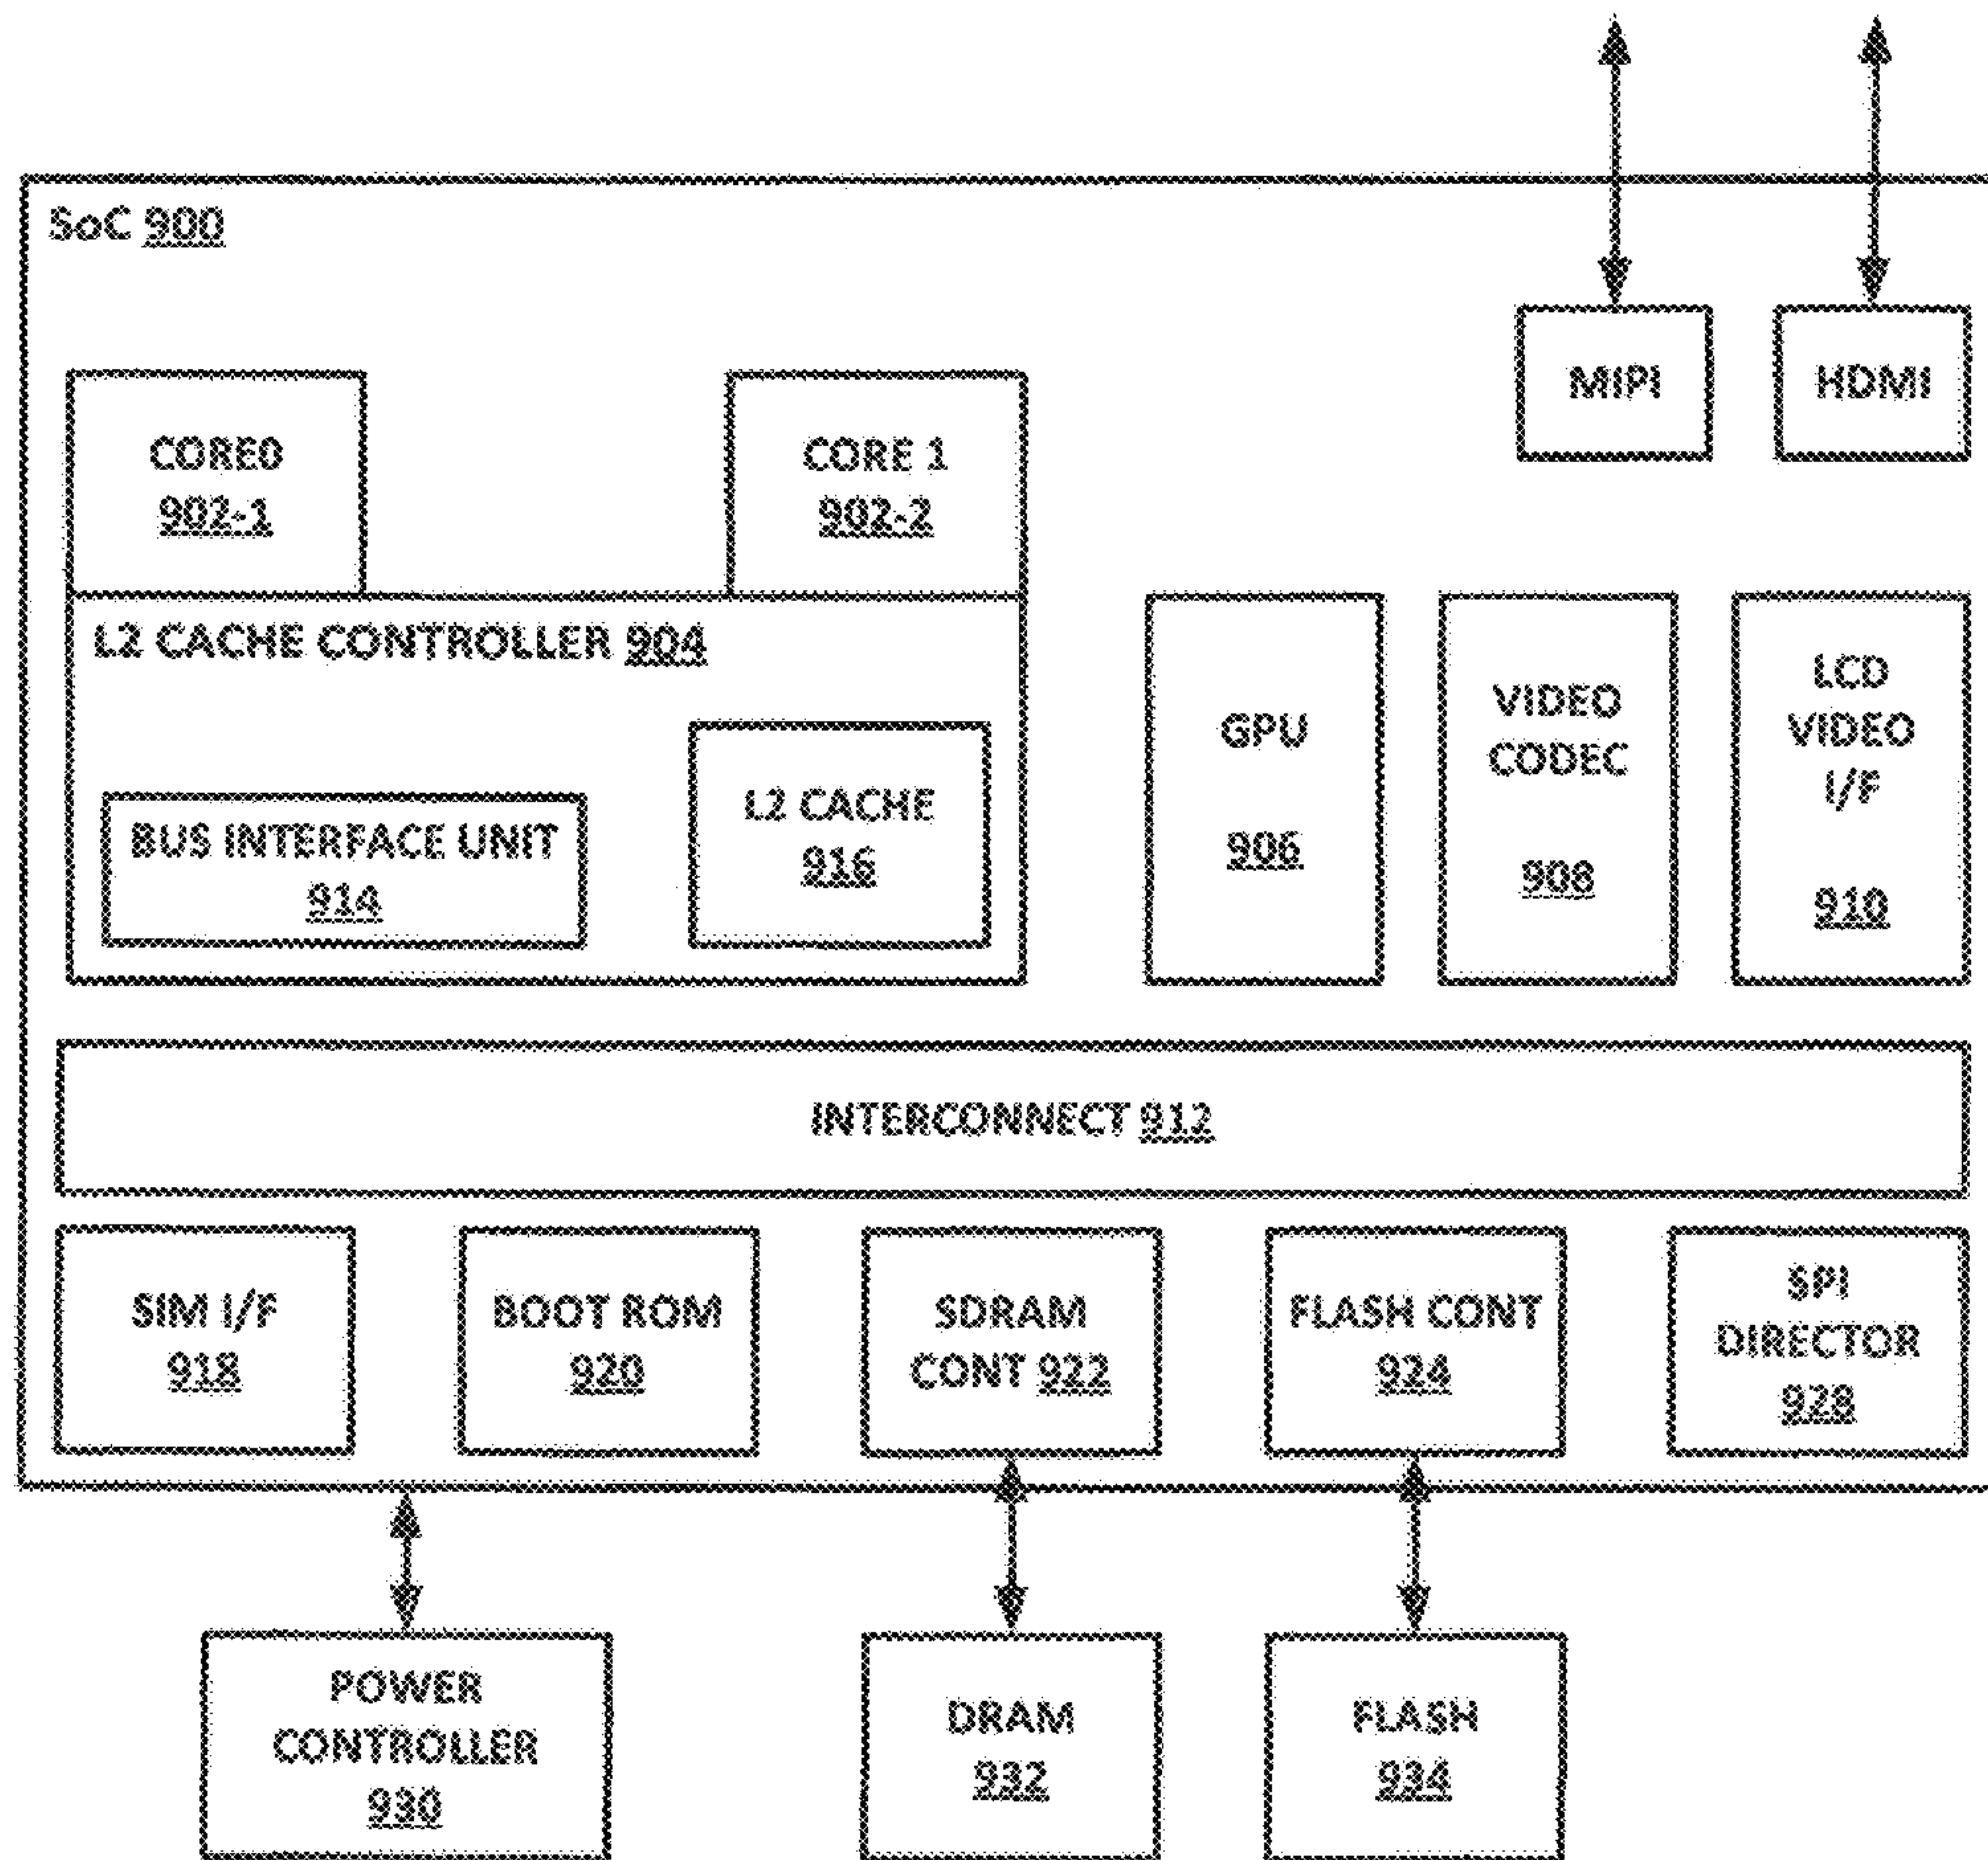 SoC 900
MIPI
HDMI
CORE0
902-1
CORE 1
902-2
L2 CACHE CONTROLLER 904
BUS INTERFACE UNIT
914
L2 CACHE
916
GPU
906
VIDEO
CODEC
908
LCD
VIDEO
I/F
910
INTERCONNECT 912
SIM I/F
918
BOOT ROM
920
SDRAM
CONT 922
FLASH CONT
924
SPI
DIRECTOR
928
POWER
CONTROLLER
930
DRAM
932
FLASH
934